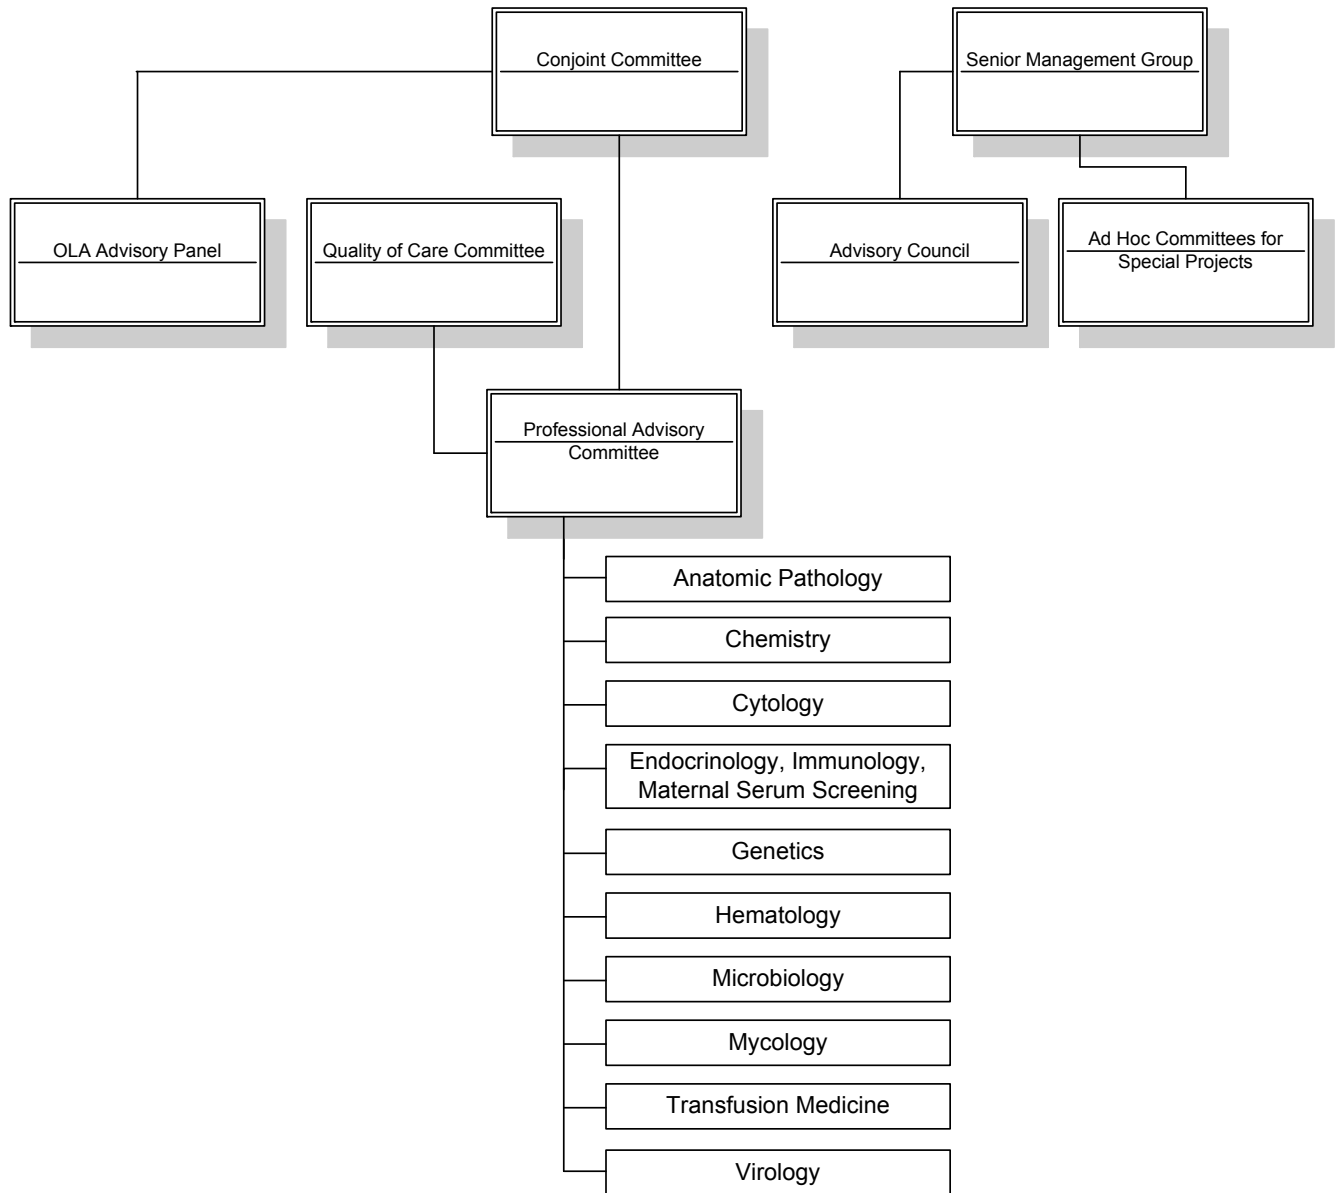 Conjoint Committee
Senior Management Group
OLA Advisory Panel
Quality of Care Committee
Advisory Council
Ad Hoc Committees for
Special Projects
Professional Advisory
Committee
Anatomic Pathology
Chemistry
Cytology
Endocrinology, Immunology,
Maternal Serum Screening
Genetics
Hematology
Microbiology
Mycology
Transfusion Medicine
Virology